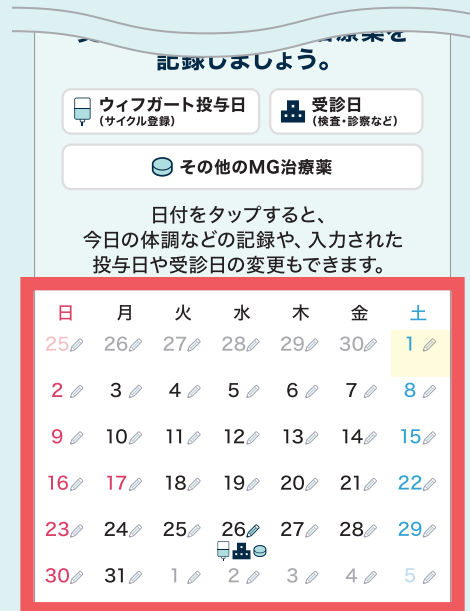 記録しましょう。
ウィフガート投与日
（サイクル登録）
受診日
（検査・診察など）
その他のMG治療薬
日付をタップすると、
今日の体調などの記録や、入力された
投与日や受診日の変更もできます。
日 月 火 水 木 金 土
25 26 27 28 29 30 1
2 3 4 5 6 7 8
9 10 11 12 13 14 15
16 17 18 19 20 21 22
23 24 25 26 27 28 29
30 31 1 2 3 4 5